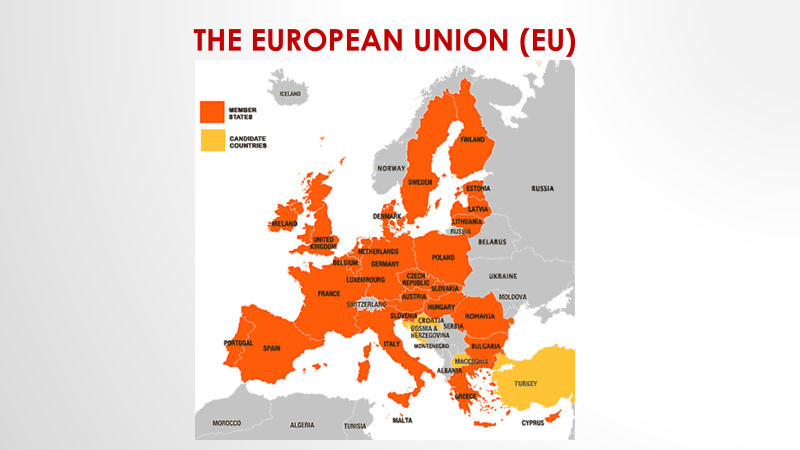 THE EUROPEAN UNION (EU)
ICELAND
MEMBER
STATES
CANDIDATE
COUNTRIES
FINLAND
NORWAY
SWEDEN
RUSSIA
ESTONIA
LATVIA
DENMARK
LITHUANIA
IRELAND
RUSSIA
UNITED
KINGDOM
BELARUS
NETHERLANDS
BELGIUM
GERMANY
POLAND
LUXEMBOURG
CZECH
REPUBLIC
UKRAINE
SLOVAKIA
FRANCE
AUSTRIA
MOLDOVA
SWITZERLAND
HUNGARY
SLOVENIA
ROMANIA
CROATIA
BOSNIA &
HERZEGOVINA
SERBIA
PORTUGAL
SPAIN
ITALY
MONTENEGRO
BULGARIA
MACEDONIA
ALBANIA
TURKEY
GREECE
MOROCCO
ALGERIA
TUNISIA
MALTA
CYPRUS